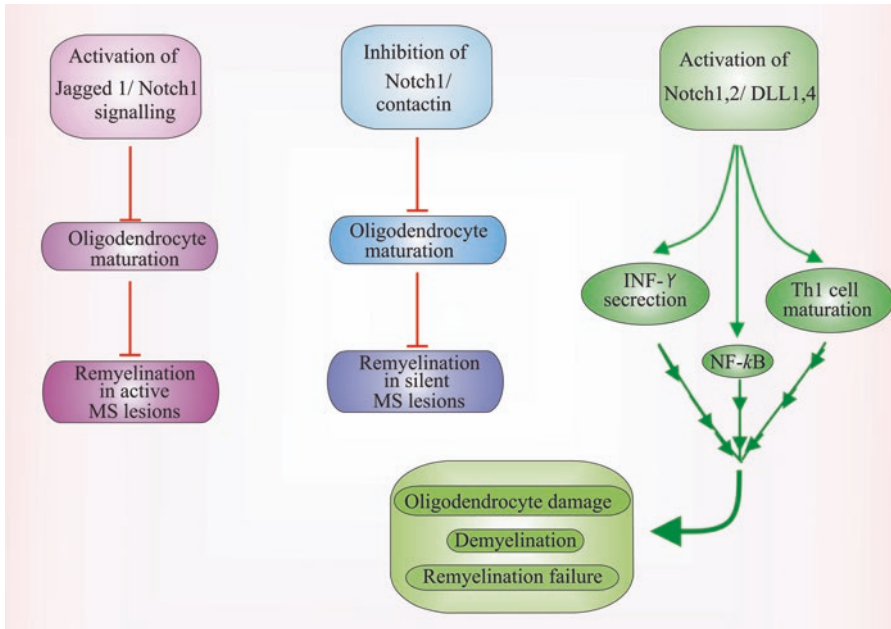 Activation of
Jagged 1/ Notch1
signalling
Oligodendrocyte
maturation
Remyelination
in active
MS lesions
Inhibition of
Notch1/
contactin
Oligodendrocyte
maturation
Remyelination
in silent
MS lesions
Activation of
Notch1,2/ DLL1,4
INF-γ
secrection
Th1 cell
maturation
NF-kB
Oligodendrocyte damage
Demyelination
Remyelination failure